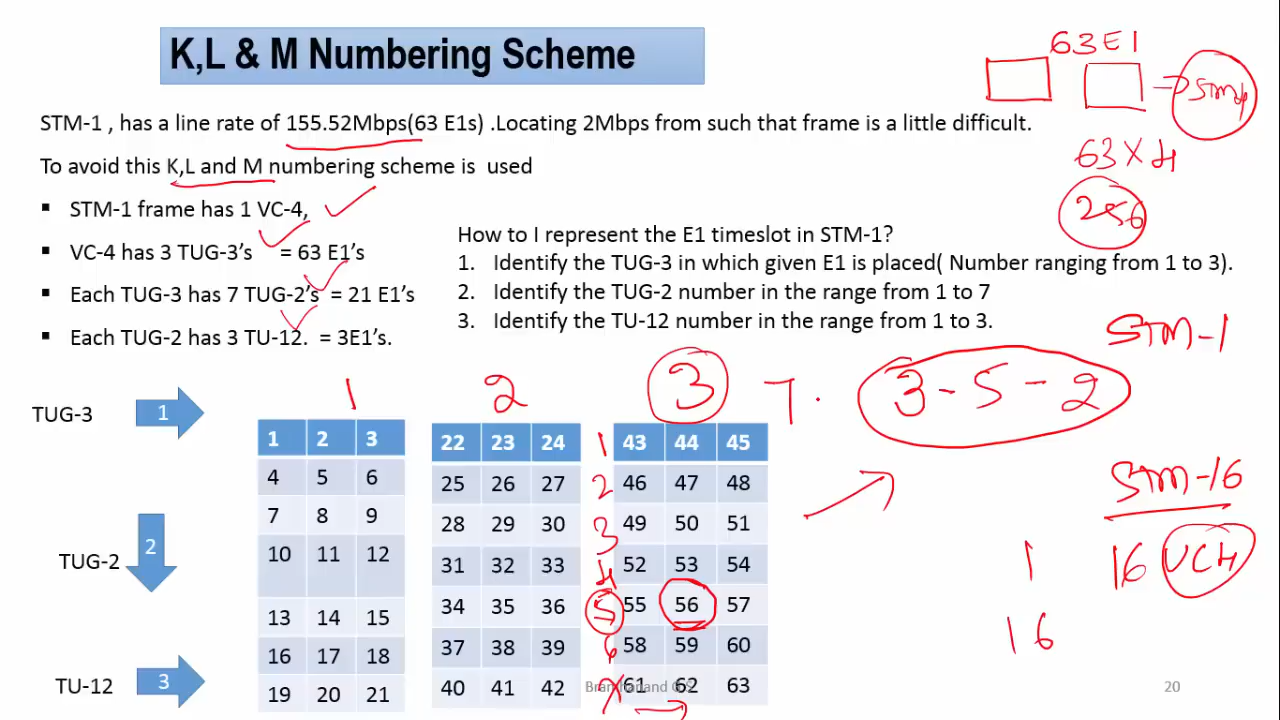 K,L & M Numbering Scheme
63 E1
STM4
STM-1 , has a line rate of 155.52Mbps(63 E1s) .Locating 2Mbps from such that frame is a little difficult.
63 X 4
To avoid this K,L and M numbering scheme is used
256
STM-1 frame has 1 VC-4,
VC-4 has 3 TUG-3’s = 63 E1’s
Each TUG-3 has 7 TUG-2’s = 21 E1’s
Each TUG-2 has 3 TU-12. = 3E1’s.
How to I represent the E1 timeslot in STM-1?
1. Identify the TUG-3 in which given E1 is placed( Number ranging from 1 to 3).
2. Identify the TUG-2 number in the range from 1 to 7
3. Identify the TU-12 number in the range from 1 to 3.
STM-1
1 2 3 7. 3-5-2
TUG-3 1
1 2 3 22 23 24 1 43 44 45
4 5 6 25 26 27 2 46 47 48
7 8 9 28 29 30 3 49 50 51
10 11 12 31 32 33 4 52 53 54
13 14 15 34 35 36 5 55 56 57
16 17 18 37 38 39 6 58 59 60
19 20 21 40 41 42 7 61 62 63
TUG-2 2
TU-12 3
STM-16
1 16 VC4
16
20